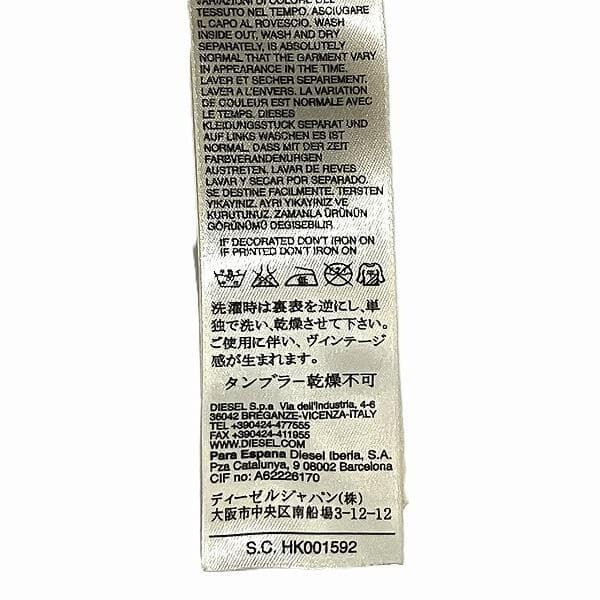 VARIAZIONI DI COLORE DEL
TESSUTO NEL TEMPO. ASCIUGARE
IL CAPO AL ROVESCIO. WASH
INSIDE OUT, WASH AND DRY
SEPARATELY, IS ABSOLUTELY
NORMAL THAT THE GARMENT VARY
IN APPEARANCE IN THE TIME.
LAVER ET SECHER SEPAREMENT.
LAVER A L'ENVERS. LA VARIATION
DE COULEUR EST NORMALE AVEC
LE TEMPS. DIESES
KLEIDUNGSSTUCK SEPARAT UND
AUF LINKS WASCHEN ES IST
NORMAL, DASS MIT DER ZEIT
FARBVERANDERUNGEN
AUSTRETEN. LAVAR DE REVES
LAVAR Y SECAR POR SEPARADO.
SE DESTINE FACILMENTE. TERSTEN
YIKAYINIZ. AYRI YIKAYINIZ VE
KURUTUNUZ. ZAMANLA ÜRÜNÜN
GÖRÜNÜMÜ DEGISEBILIR
IF DECORATED DON'T IRON ON
IF PRINTED DON'T IRON ON
低
洗濯時は裏表を逆にし、単
独で洗い、乾燥させて下さい。
ご使用に伴い、ヴィンテージ
感が生まれます。
タンブラー乾燥不可
DIESEL S.p.a Via dell'Industria, 4-6
36042 BREGANZE-VICENZA-ITALY
TEL +390424-477555
FAX +390424-411955
WWW.DIESEL.COM
Para Espana Diesel Iberia, S.A.
Pza Catalunya, 9 08002 Barcelona
CIF no: A62226170
ディーゼルジャパン(株)
大阪市中央区南船場3-12-12
S.C. HK001592